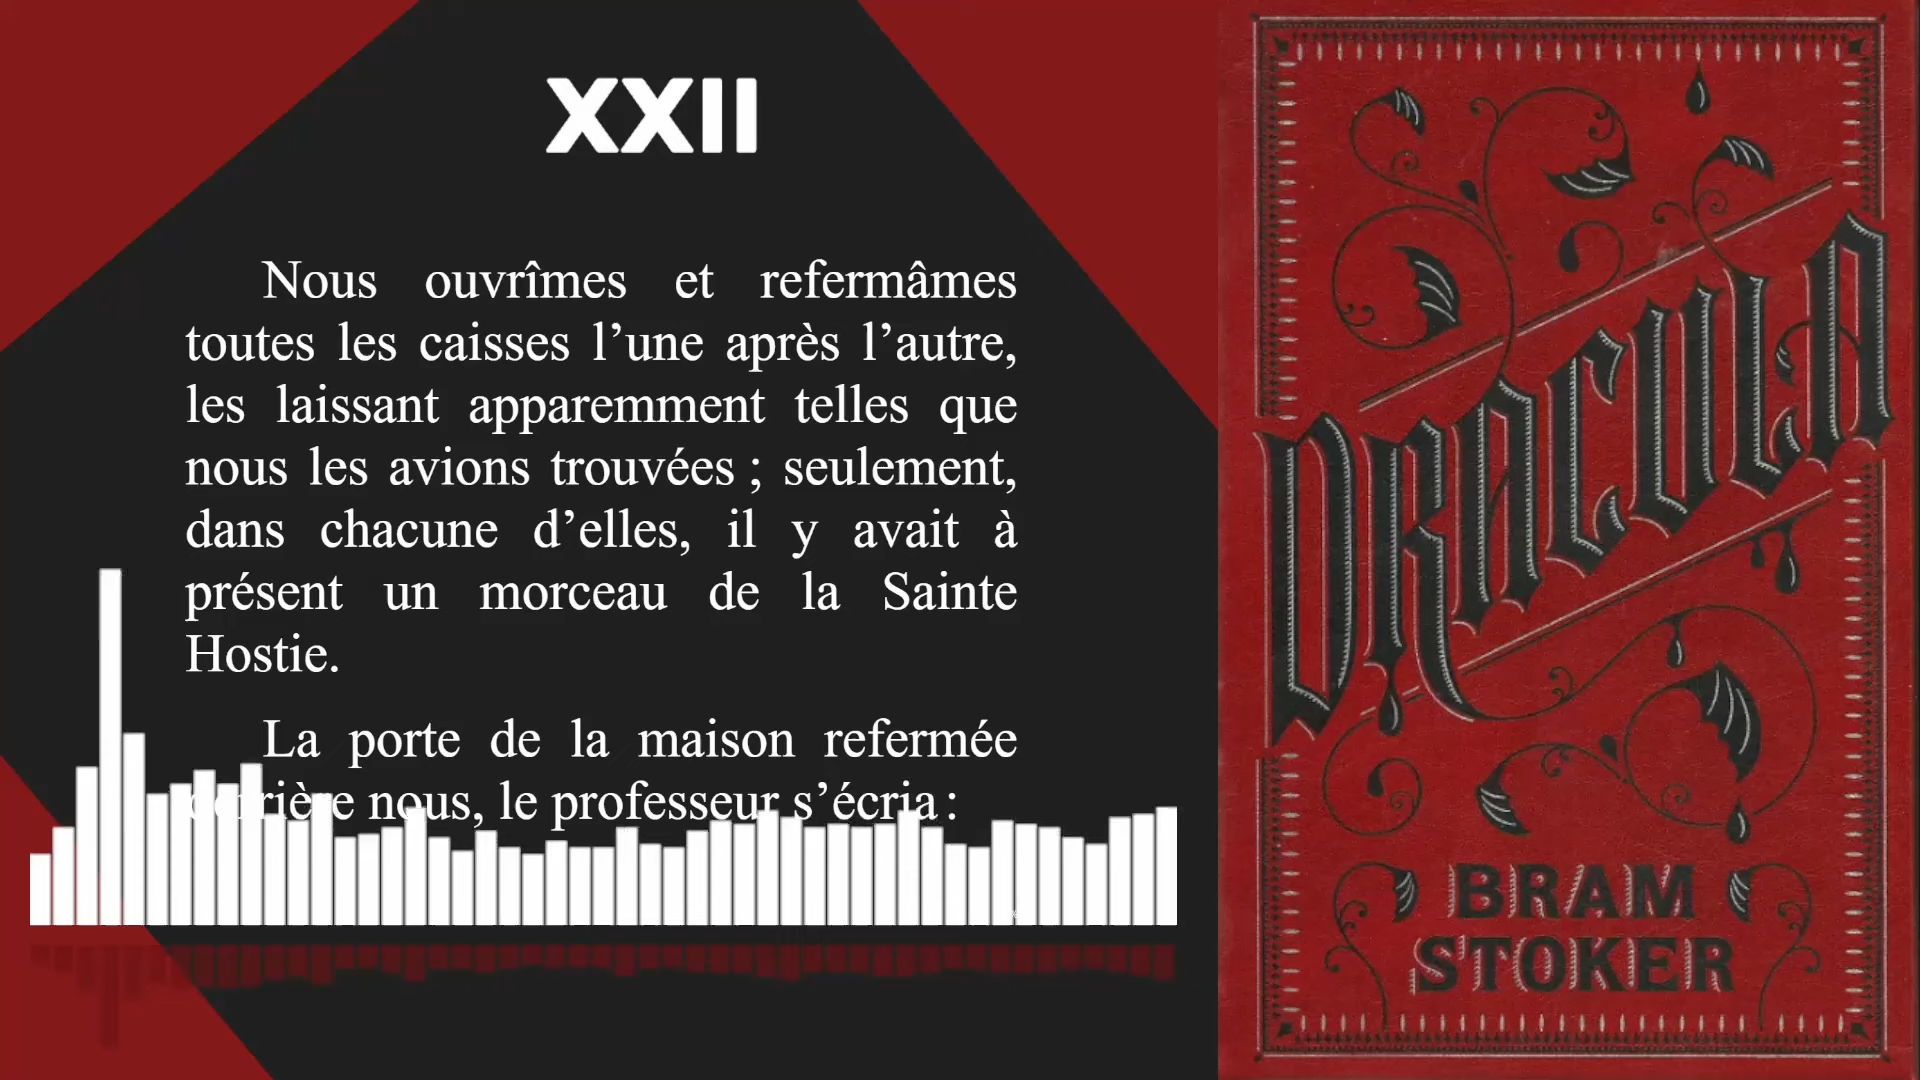 XXII
Nous ouvrîmes et refermâmes
toutes les caisses l’une après l’autre,
les laissant apparemment telles que
nous les avions trouvées ; seulement,
dans chacune d’elles, il y avait à
présent un morceau de la Sainte
Hostie.
La porte de la maison refermée
derrière nous, le professeur s’écria :
DRACULA
BRAM
STOKER